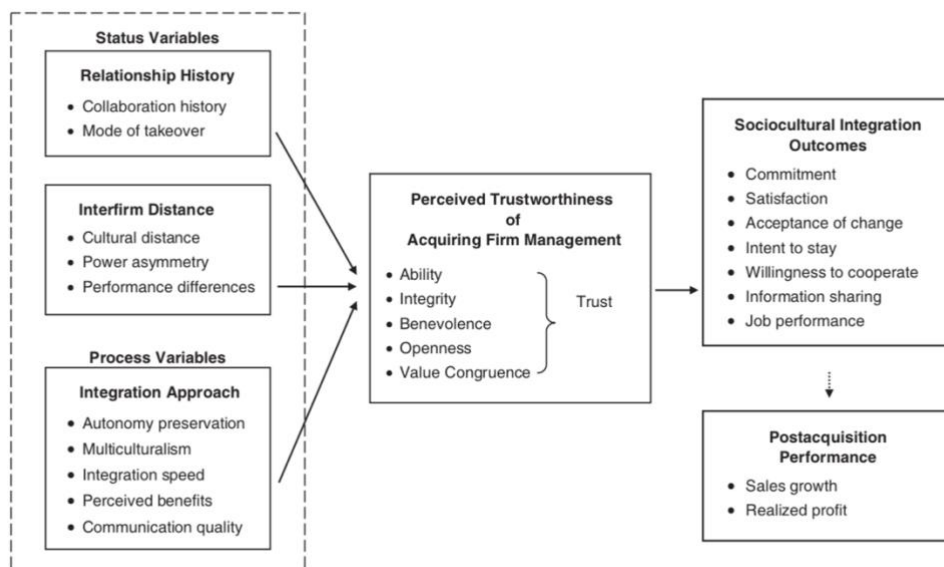 Status Variables
Relationship History
• Collaboration history
• Mode of takeover
Interfirm Distance
• Cultural distance
• Power asymmetry
• Performance differences
Process Variables
Integration Approach
• Autonomy preservation
• Multiculturalism
• Integration speed
• Perceived benefits
• Communication quality
Perceived Trustworthiness
of
Acquiring Firm Management
• Ability
• Integrity
• Benevolence
• Openness
• Value Congruence
Trust
Sociocultural Integration
Outcomes
• Commitment
• Satisfaction
• Acceptance of change
• Intent to stay
• Willingness to cooperate
• Information sharing
• Job performance
Postacquisition
Performance
• Sales growth
• Realized profit